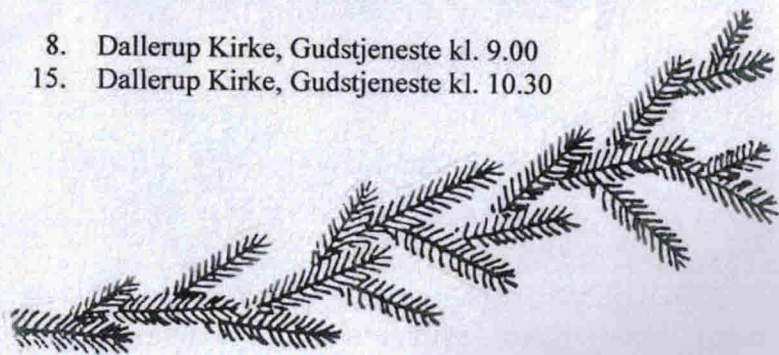 8. Dallerup Kirke, Gudstjeneste kl. 9.00
15. Dallerup Kirke, Gudstjeneste kl. 10.30